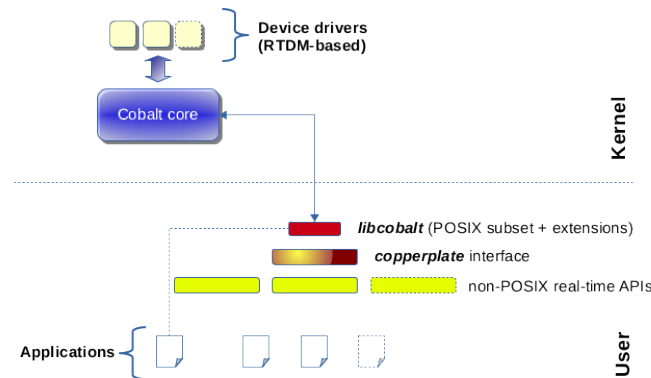 Device drivers
(RTDM-based)
Cobalt core
Kernel
libcobalt (POSIX subset + extensions)
copperplate interface
non-POSIX real-time APIs
Applications
User